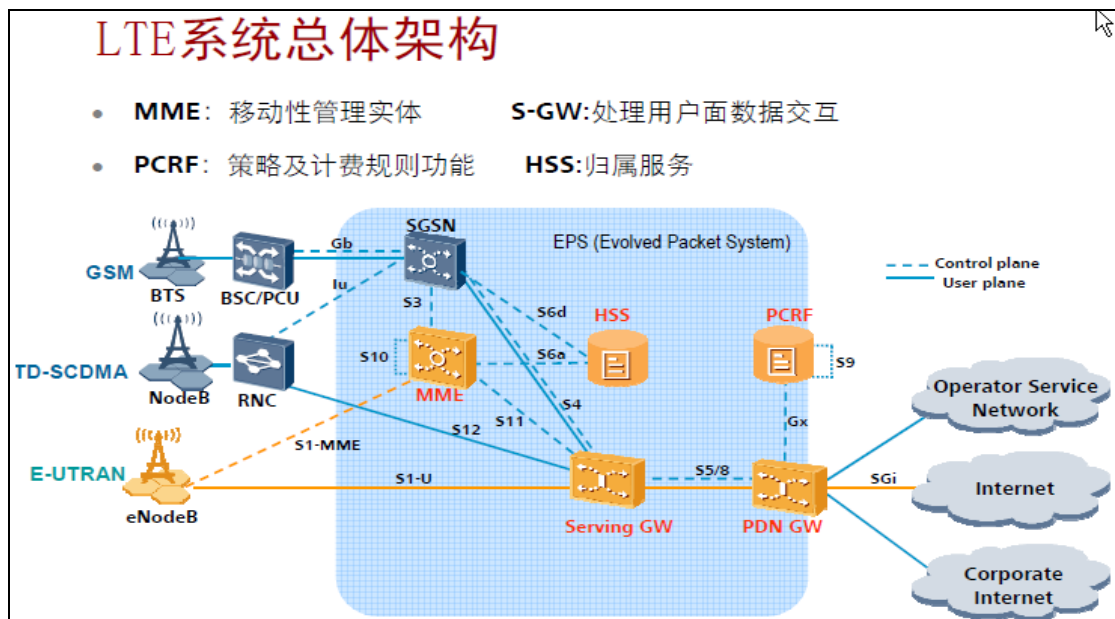 LTE系统总体架构
• MME：移动性管理实体 S-GW:处理用户面数据交互
• PCRF：策略及计费规则功能 HSS:归属服务
SGSN
EPS (Evolved Packet System)
Gb
Control plane
User plane
GSM
BTS
BSC/PCU
Iu
S3
S6d
HSS
PCRF
S10
S6a
S9
TD-SCDMA
NodeB
RNC
MME
S4
Operator Service
Network
S12
S11
Gx
S1-MME
E-UTRAN
S1-U
S5/8
SGi
Internet
eNodeB
Serving GW
PDN GW
Corporate
Internet